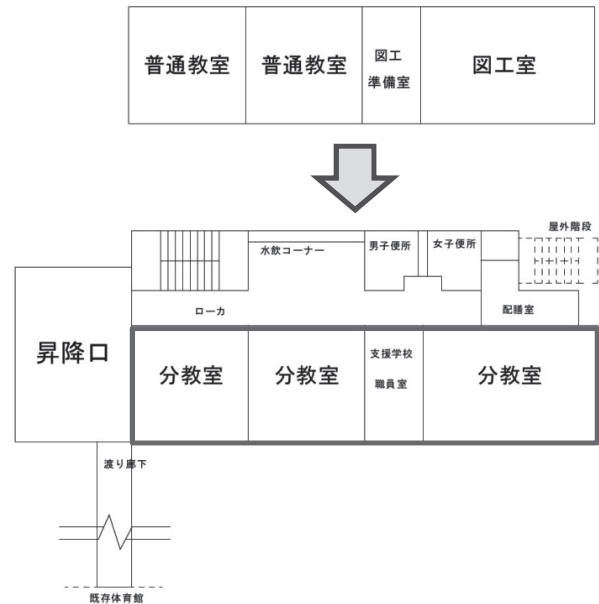 普通教室
普通教室
図工
準備室
図工室
屋外階段
水飲コーナー
男子便所
女子便所
ローカ
配膳室
昇降口
分教室
分教室
支援学校
職員室
分教室
渡り廊下
既存体育館